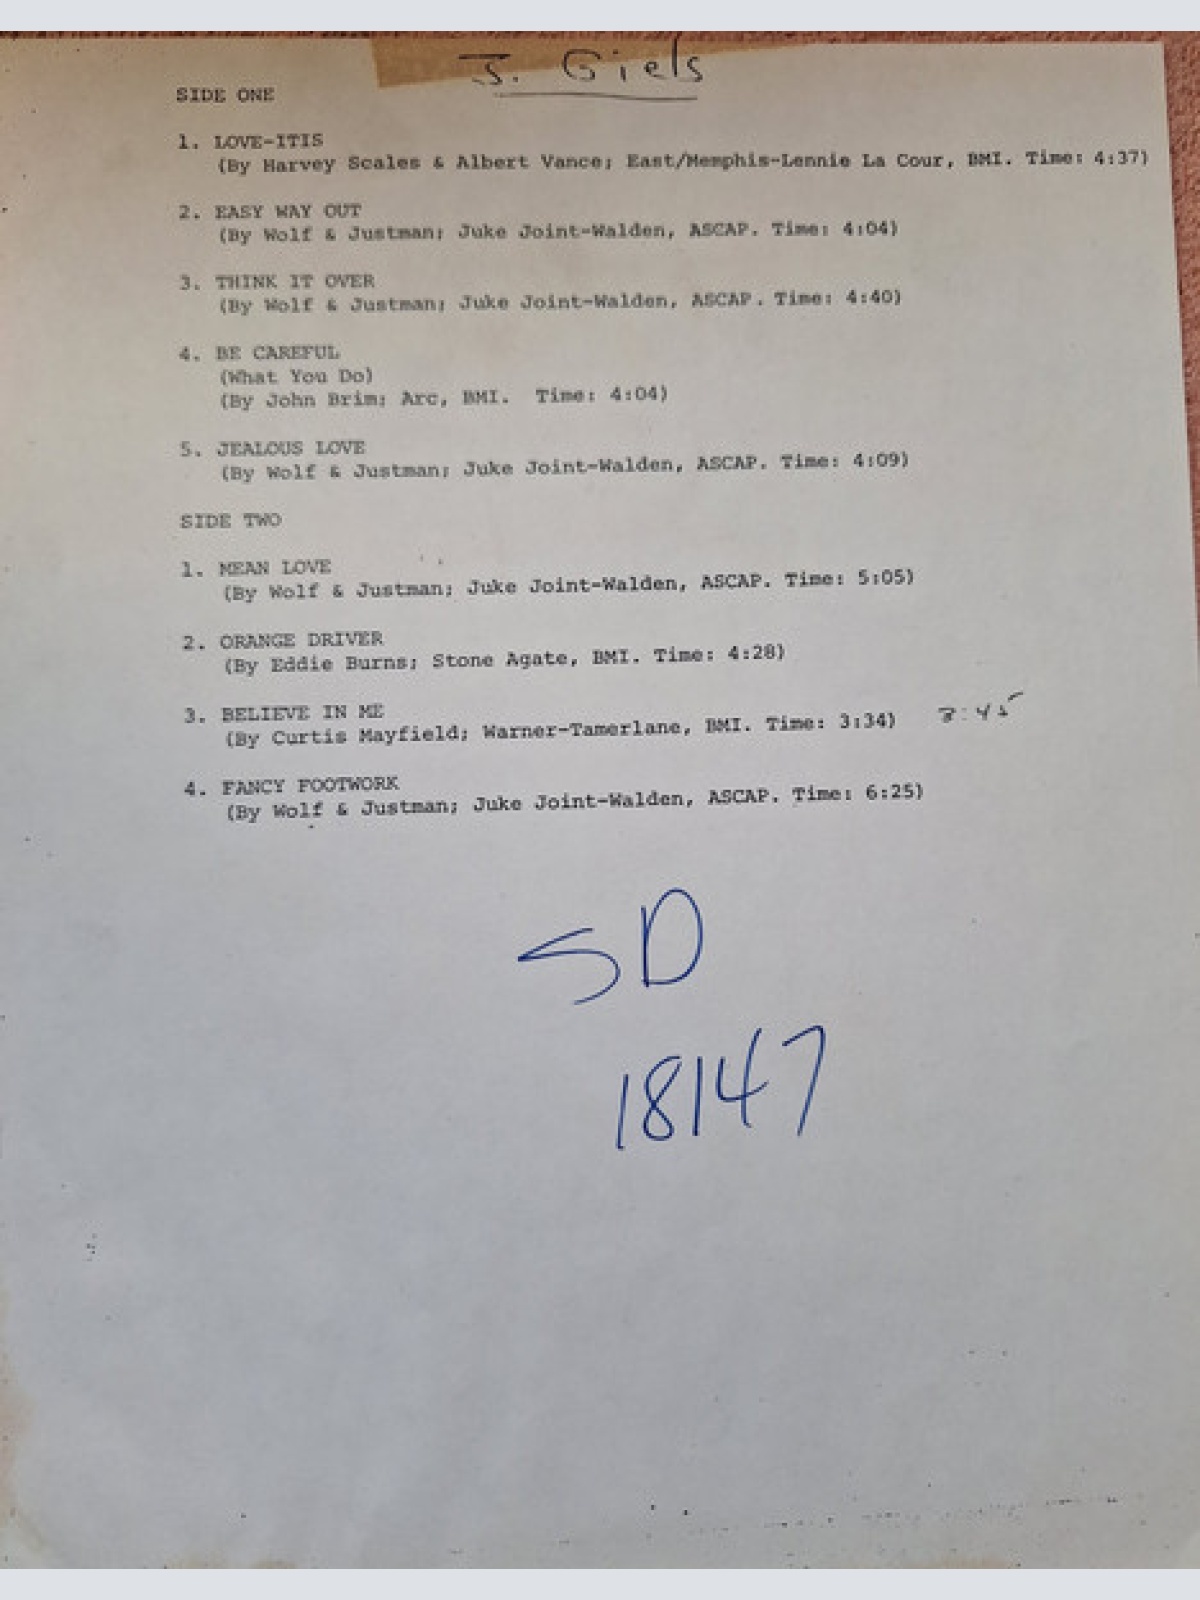 J. Giels
SIDE ONE
1. LOVE-ITIS
(By Harvey Scales & Albert Vance; East/Memphis-Lennie La Cour, BMI. Time: 4:37)
2. EASY WAY OUT
(By Wolf & Justman; Juke Joint-Walden, ASCAP. Time: 4:04)
3. THINK IT OVER
(By Wolf & Justman; Juke Joint-Walden, ASCAP. Time: 4:40)
4. BE CAREFUL
(What You Do)
(By John Brim; Arc, BMI. Time: 4:04)
5. JEALOUS LOVE
(By Wolf & Justman; Juke Joint-Walden, ASCAP. Time: 4:09)
SIDE TWO
1. MEAN LOVE
(By Wolf & Justman; Juke Joint-Walden, ASCAP. Time: 5:05)
2. ORANGE DRIVER
(By Eddie Burns; Stone Agate, BMI. Time: 4:28)
3. BELIEVE IN ME
(By Curtis Mayfield; Warner-Tamerlane, BMI. Time: 3:34) 3:45
4. FANCY FOOTWORK
(By Wolf & Justman; Juke Joint-Walden, ASCAP. Time: 6:25)
SD
18147